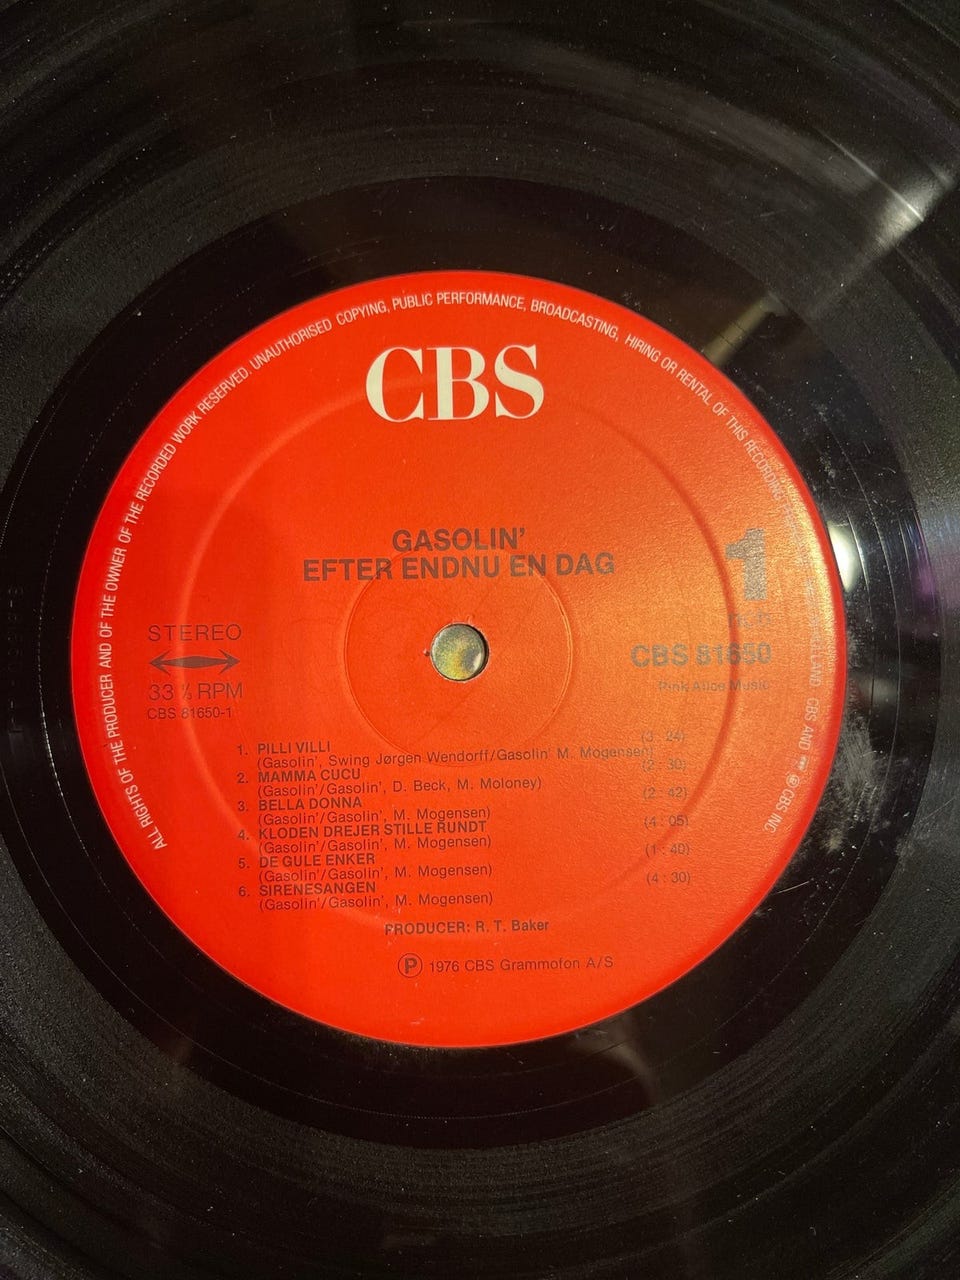 ALL RIGHTS OF THE PRODUCER AND OF THE OWNER OF THE RECORDED WORK RESERVED. UNAUTHORISED COPYING, PUBLIC PERFORMANCE, BROADCASTING, HIRING OR RENTAL OF THIS RECORDING
CBS AND ℗ CBS INC
CBS
GASOLIN'
EFTER ENDNU EN DAG
1
STEREO
33⅓ RPM
CBS 81650-1
CBS 81650
Pink Alice Music
1. PILLI VILLI (3 : 24)
(Gasolin', Swing Jørgen Wendorff/Gasolin' M. Mogensen)
2. MAMMA CUCU (2 : 30)
(Gasolin'/Gasolin', D. Beck, M. Moloney)
3. BELLA DONNA (2 : 42)
(Gasolin'/Gasolin', M. Mogensen)
4. KLODEN DREJER STILLE RUNDT (4 : 05)
(Gasolin'/Gasolin', M. Mogensen)
5. DE GULE ENKER (1 : 40)
(Gasolin'/Gasolin', M. Mogensen)
6. SIRENESANGEN (4 : 30)
(Gasolin'/Gasolin', M. Mogensen)
PRODUCER: R. T. Baker
℗ 1976 CBS Grammofon A/S